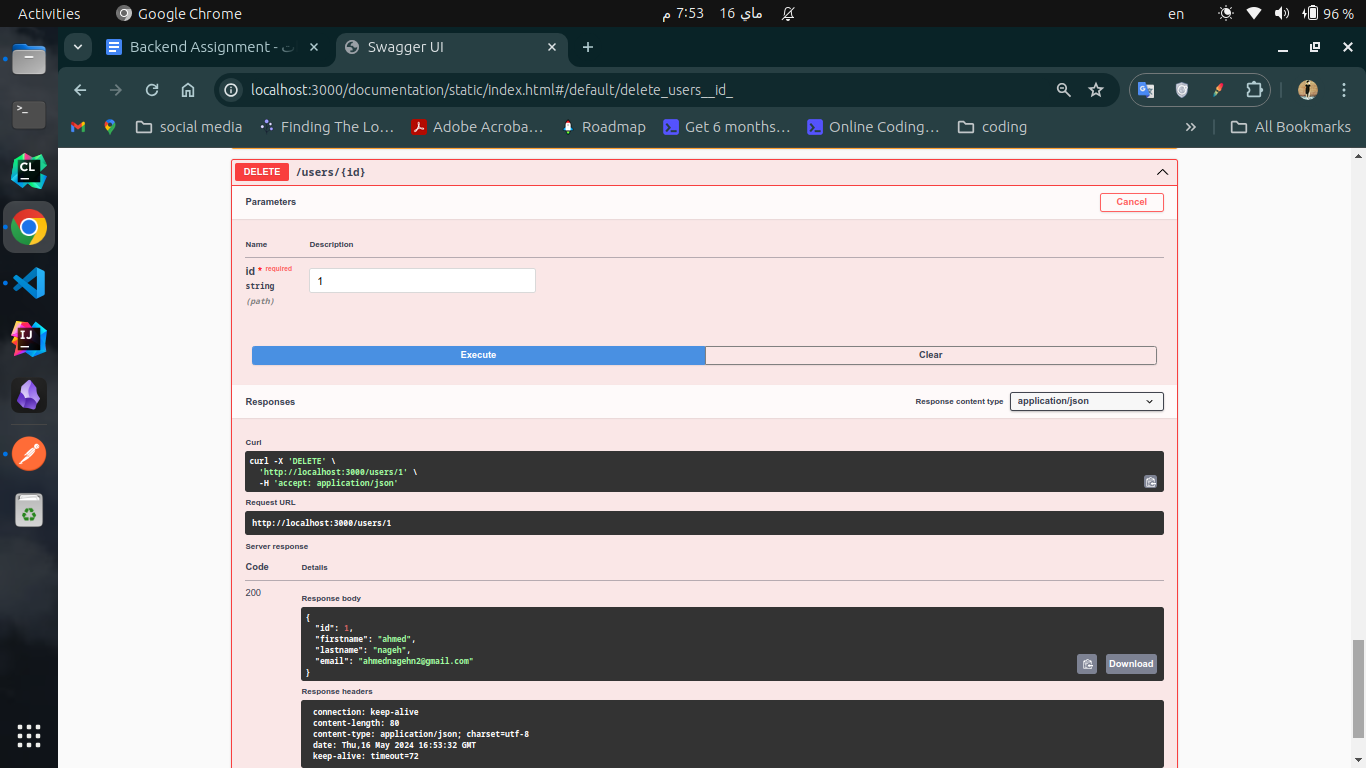 Activities Google Chrome 7:53 م 16 ماي en 96 %
Backend Assignment - Swagger UI
localhost:3000/documentation/static/index.html#/default/delete_users__id_
social media Finding The Lo… Adobe Acroba… Roadmap Get 6 months… Online Coding… coding » All Bookmarks
DELETE /users/{id}
Parameters Cancel
Name Description
id * required 1
string
(path)
Execute Clear
Responses Response content type application/json
Curl
curl -X 'DELETE' \
'http://localhost:3000/users/1' \
-H 'accept: application/json'
Request URL
http://localhost:3000/users/1
Server response
Code Details
200
Response body
{
"id": 1,
"firstname": "ahmed",
"lastname": "nageh",
"email": "ahmednagehn2@gmail.com"
}
Download
Response headers
connection: keep-alive
content-length: 80
content-type: application/json; charset=utf-8
date: Thu,16 May 2024 16:53:32 GMT
keep-alive: timeout=72